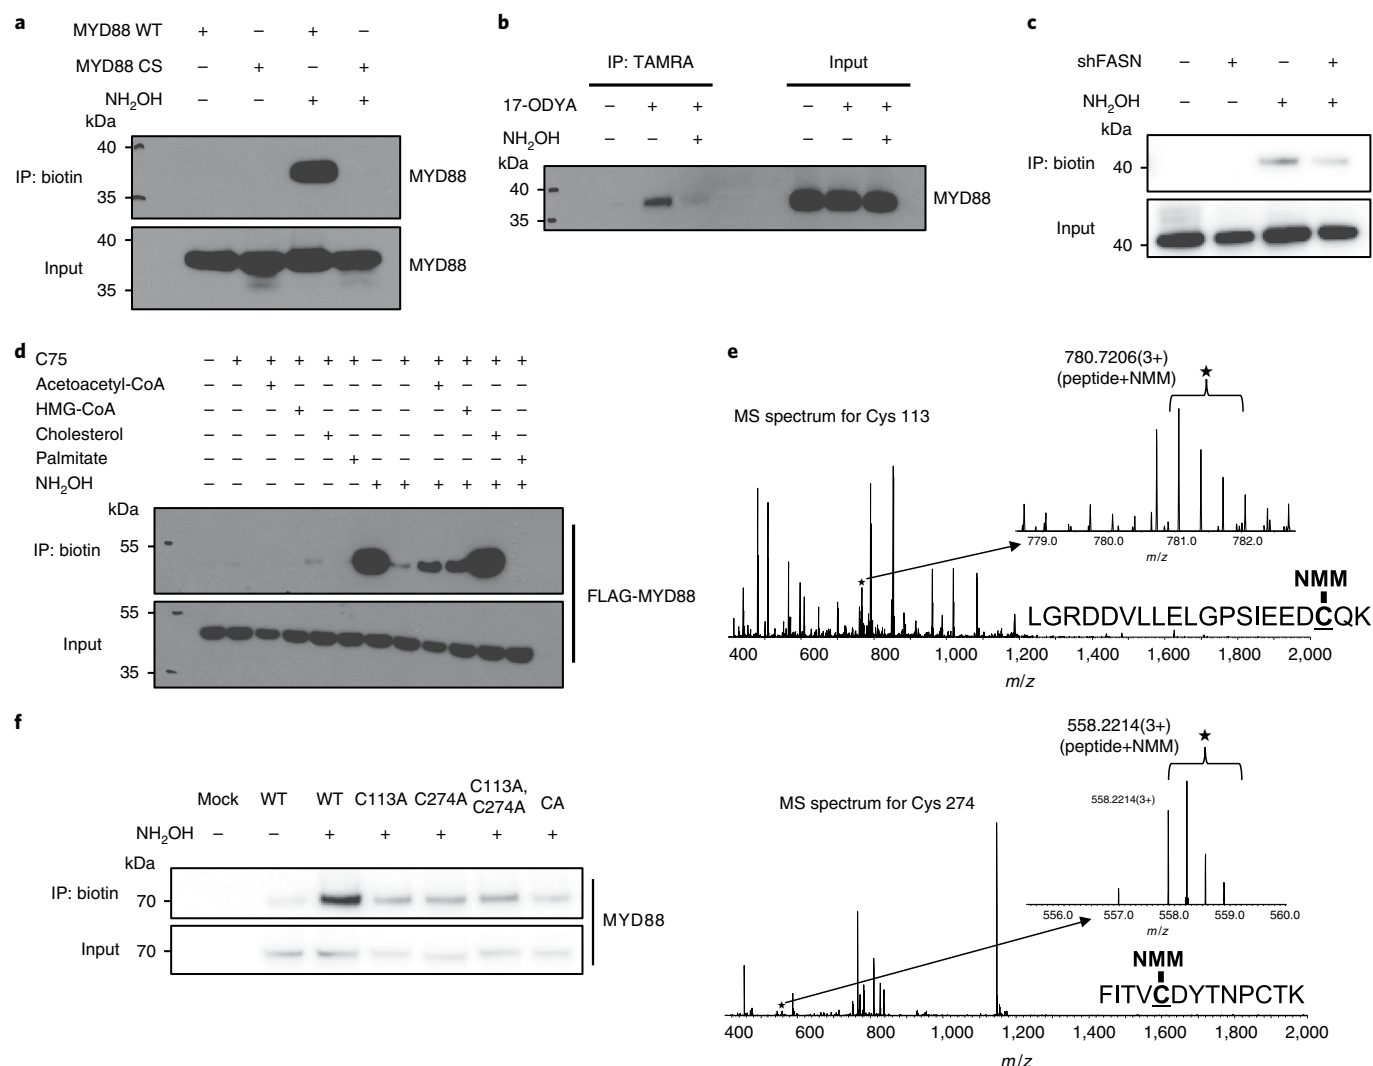 a
MYD88 WT + – + –
MYD88 CS – + – +
NH2OH – – + +
kDa
40
IP: biotin MYD88
35
40
Input MYD88
35
b
IP: TAMRA Input
17-ODYA – + + – + +
NH2OH – – + – – +
kDa
40
MYD88
35
c
shFASN – + – +
NH2OH – – + +
kDa
IP: biotin 40
Input
40
d
C75 – + + + + + – + + + + +
Acetoacetyl-CoA – – + – – – – – + – – –
HMG-CoA – – – + – – – – – + – –
Cholesterol – – – – + – – – – – + –
Palmitate – – – – – + – – – – – +
NH2OH – – – – – – + + + + + +
kDa
IP: biotin 55
FLAG-MYD88
55
Input
35
e
780.7206(3+)
(peptide+NMM)
★
MS spectrum for Cys 113
779.0 780.0 781.0 782.0
m/z
★
NMM
LGRDDVLLELGPSIEEDCQK
400 600 800 1,000 1,200 1,400 1,600 1,800 2,000
m/z
558.2214(3+)
(peptide+NMM)
★
558.2214(3+)
MS spectrum for Cys 274
556.0 557.0 558.0 559.0 560.0
m/z
★
NMM
FITVCDYTNPCTK
400 600 800 1,000 1,200 1,400 1,600 1,800 2,000
m/z
f
Mock WT WT C113A C274A C113A, C274A CA
NH2OH – – + + + + +
kDa
IP: biotin 70
MYD88
Input 70